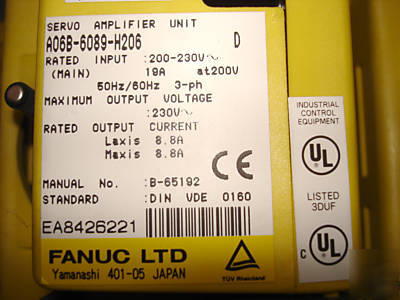 SERVO AMPLIFIER UNIT
A06B-6089-H206 D
RATED INPUT :200-230V~
(MAIN) 19A at200V
50Hz/60Hz 3-ph
MAXIMUM OUTPUT VOLTAGE
:230V~
RATED OUTPUT CURRENT
Laxis 8.8A
Maxis 8.8A
CE
MANUAL No. :B-65192
STANDARD :DIN VDE 0160
EA8426221
FANUC LTD
Yamanashi 401-05 JAPAN
TÜV Rheinland
INDUSTRIAL
CONTROL
EQUIPMENT
UL
LISTED
3DUF
C UL